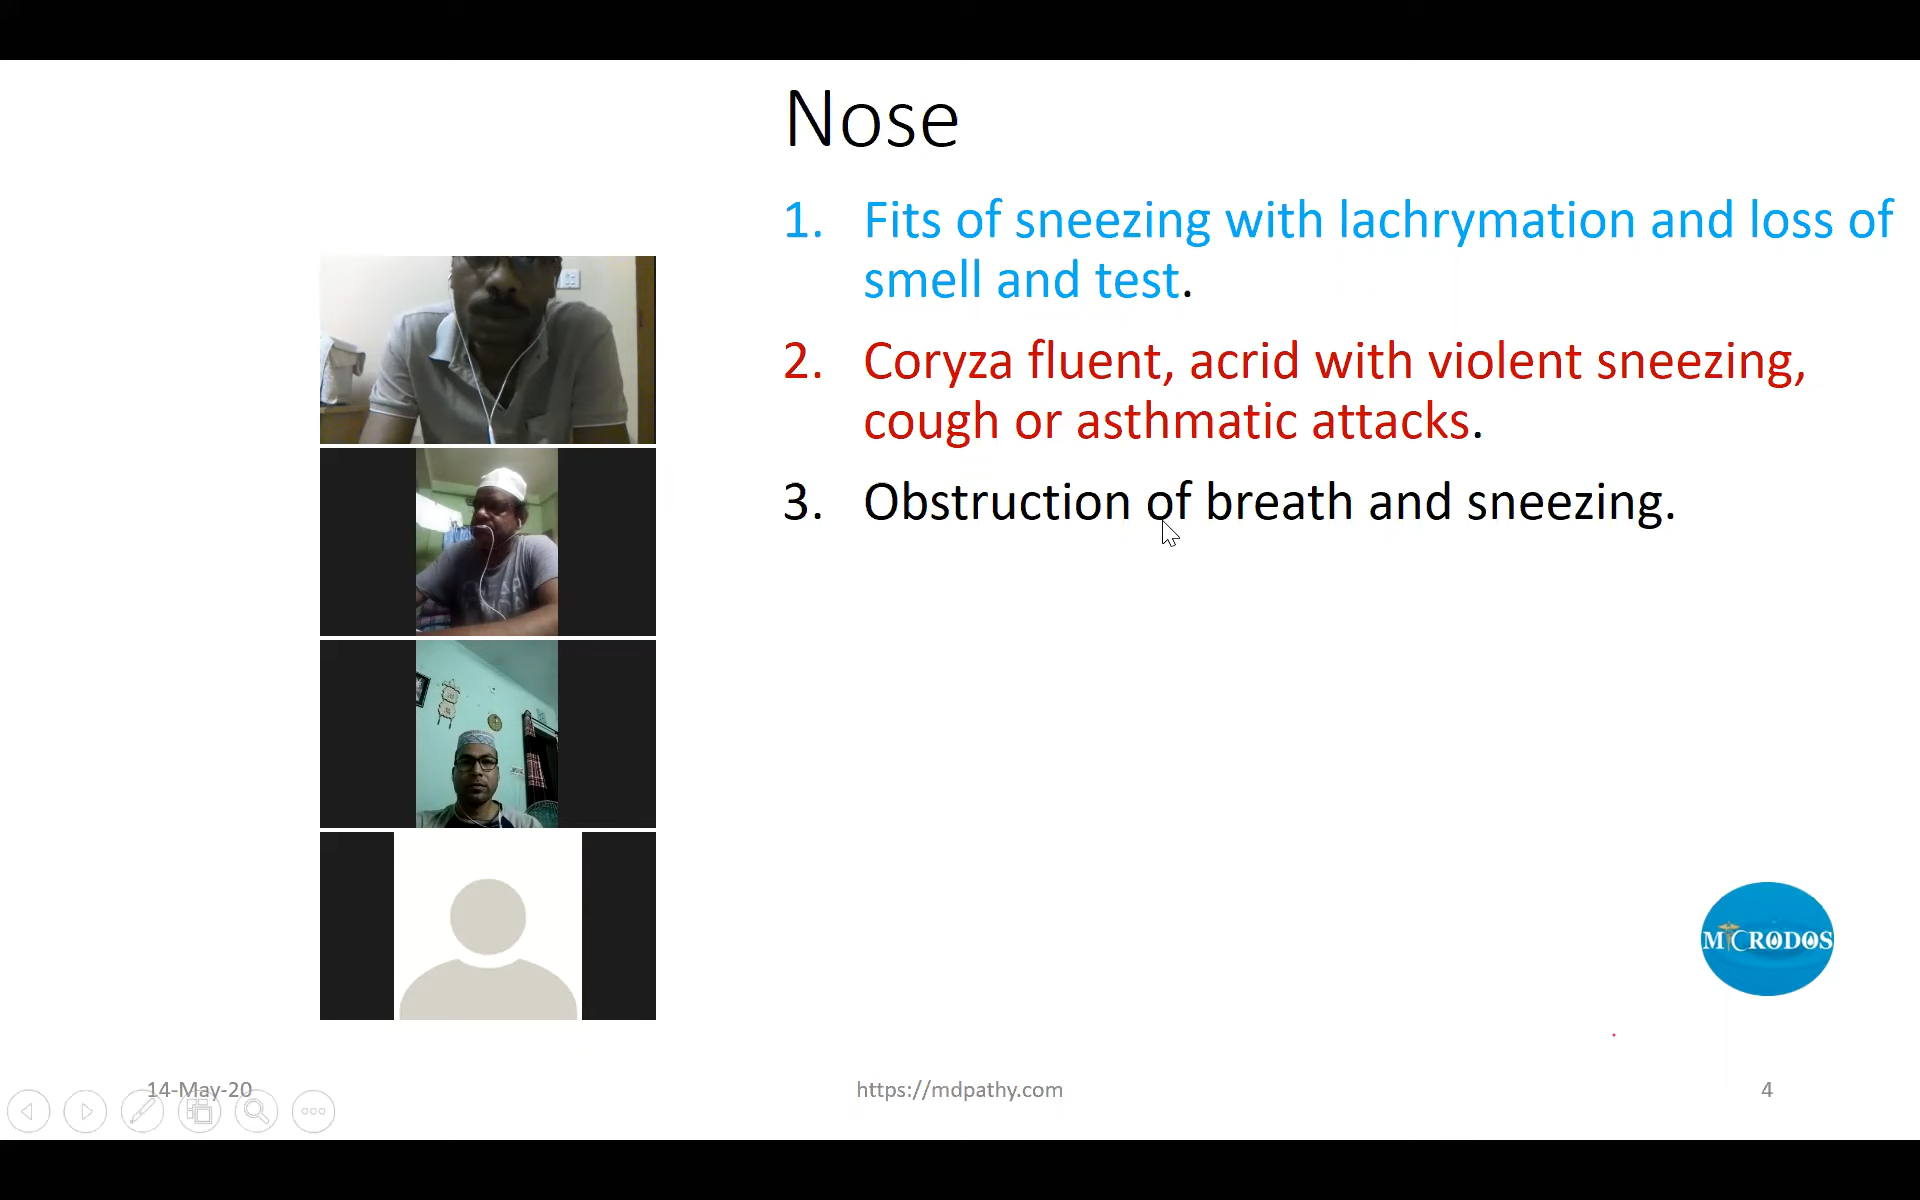 Nose
1. Fits of sneezing with lachrymation and loss of
smell and test.
2. Coryza fluent, acrid with violent sneezing,
cough or asthmatic attacks.
3. Obstruction of breath and sneezing.
MICRODOS
14-May-20
https://mdpathy.com
4